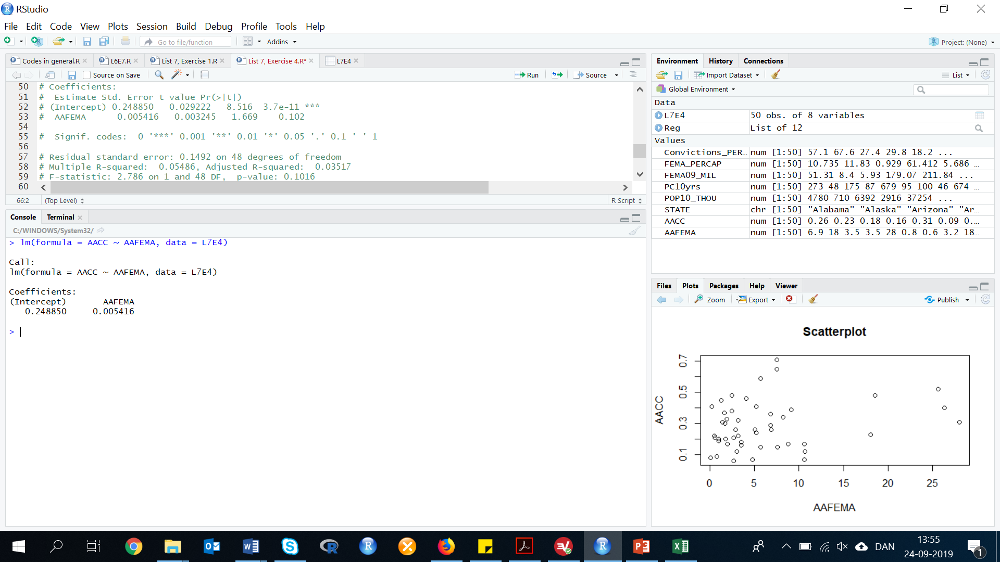 RStudio
File Edit Code View Plots Session Build Debug Profile Tools Help
Go to file/function Addins Project: (None)
Codes in general.R L6E7.R List 7, Exercise 1.R List 7, Exercise 4.R* L7E4
Source on Save Run Source
50 # Coefficients:
51 #  Estimate Std. Error t value Pr(>|t|)
52 # (Intercept) 0.248850   0.029222   8.516  3.7e-11 ***
53 #  AAFEMA      0.005416   0.003245   1.669    0.102
54
55 #  Signif. codes:  0 '***' 0.001 '**' 0.01 '*' 0.05 '.' 0.1 ' ' 1
56
57 # Residual standard error: 0.1492 on 48 degrees of freedom
58 # Multiple R-squared:  0.05486, Adjusted R-squared:  0.03517
59 # F-statistic: 2.786 on 1 and 48 DF,  p-value: 0.1016
60
66:2 (Top Level) R Script
Console Terminal
C:/WINDOWS/System32/
> lm(formula = AACC ~ AAFEMA, data = L7E4)
Call:
lm(formula = AACC ~ AAFEMA, data = L7E4)
Coefficients:
(Intercept)       AAFEMA
0.248850     0.005416
>
Environment History Connections
Import Dataset List
Global Environment
Data
L7E4 50 obs. of 8 variables
Reg List of 12
Values
Convictions_PER… num [1:50] 57.1 67.6 27.4 29.8 18.2 ...
FEMA_PERCAP num [1:50] 10.735 11.83 0.929 61.412 5.686 …
FEMA09_MIL num [1:50] 51.31 8.4 5.93 179.07 211.84 ...
PC10yrs num [1:50] 273 48 175 87 679 95 100 46 674 …
POP10_THOU num [1:50] 4780 710 6392 2916 37254 ...
STATE chr [1:50] "Alabama" "Alaska" "Arizona" "Ar…
AACC num [1:50] 0.26 0.23 0.18 0.16 0.31 0.09 0.…
AAFEMA num [1:50] 6.9 18 3.5 3.5 28 0.8 0.6 3.2 18…
Files Plots Packages Help Viewer
Zoom Export Publish
Scatterplot
0.7
0.5
0.3
0.1
AACC
0 5 10 15 20 25
AAFEMA
DAN
13:55
24-09-2019
1